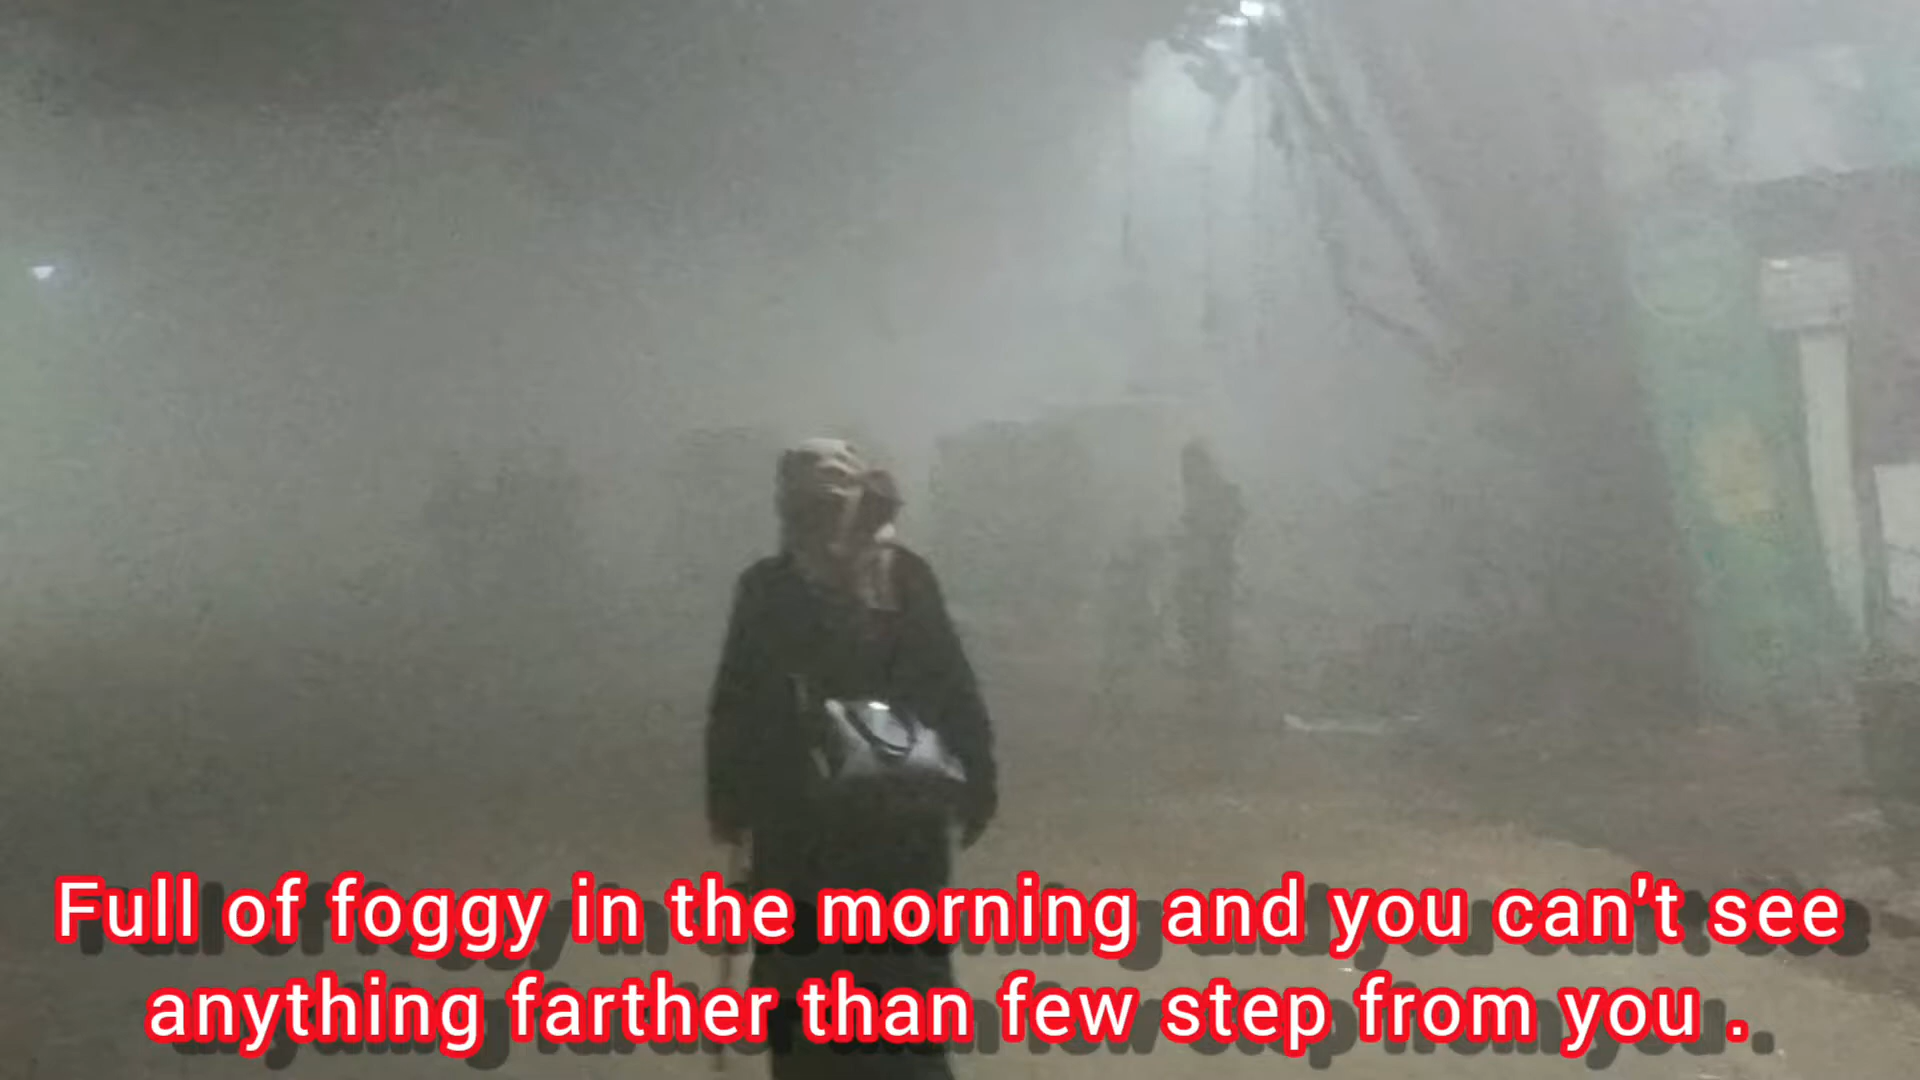 Full of foggy in the morning and you can't see
anything farther than few step from you .